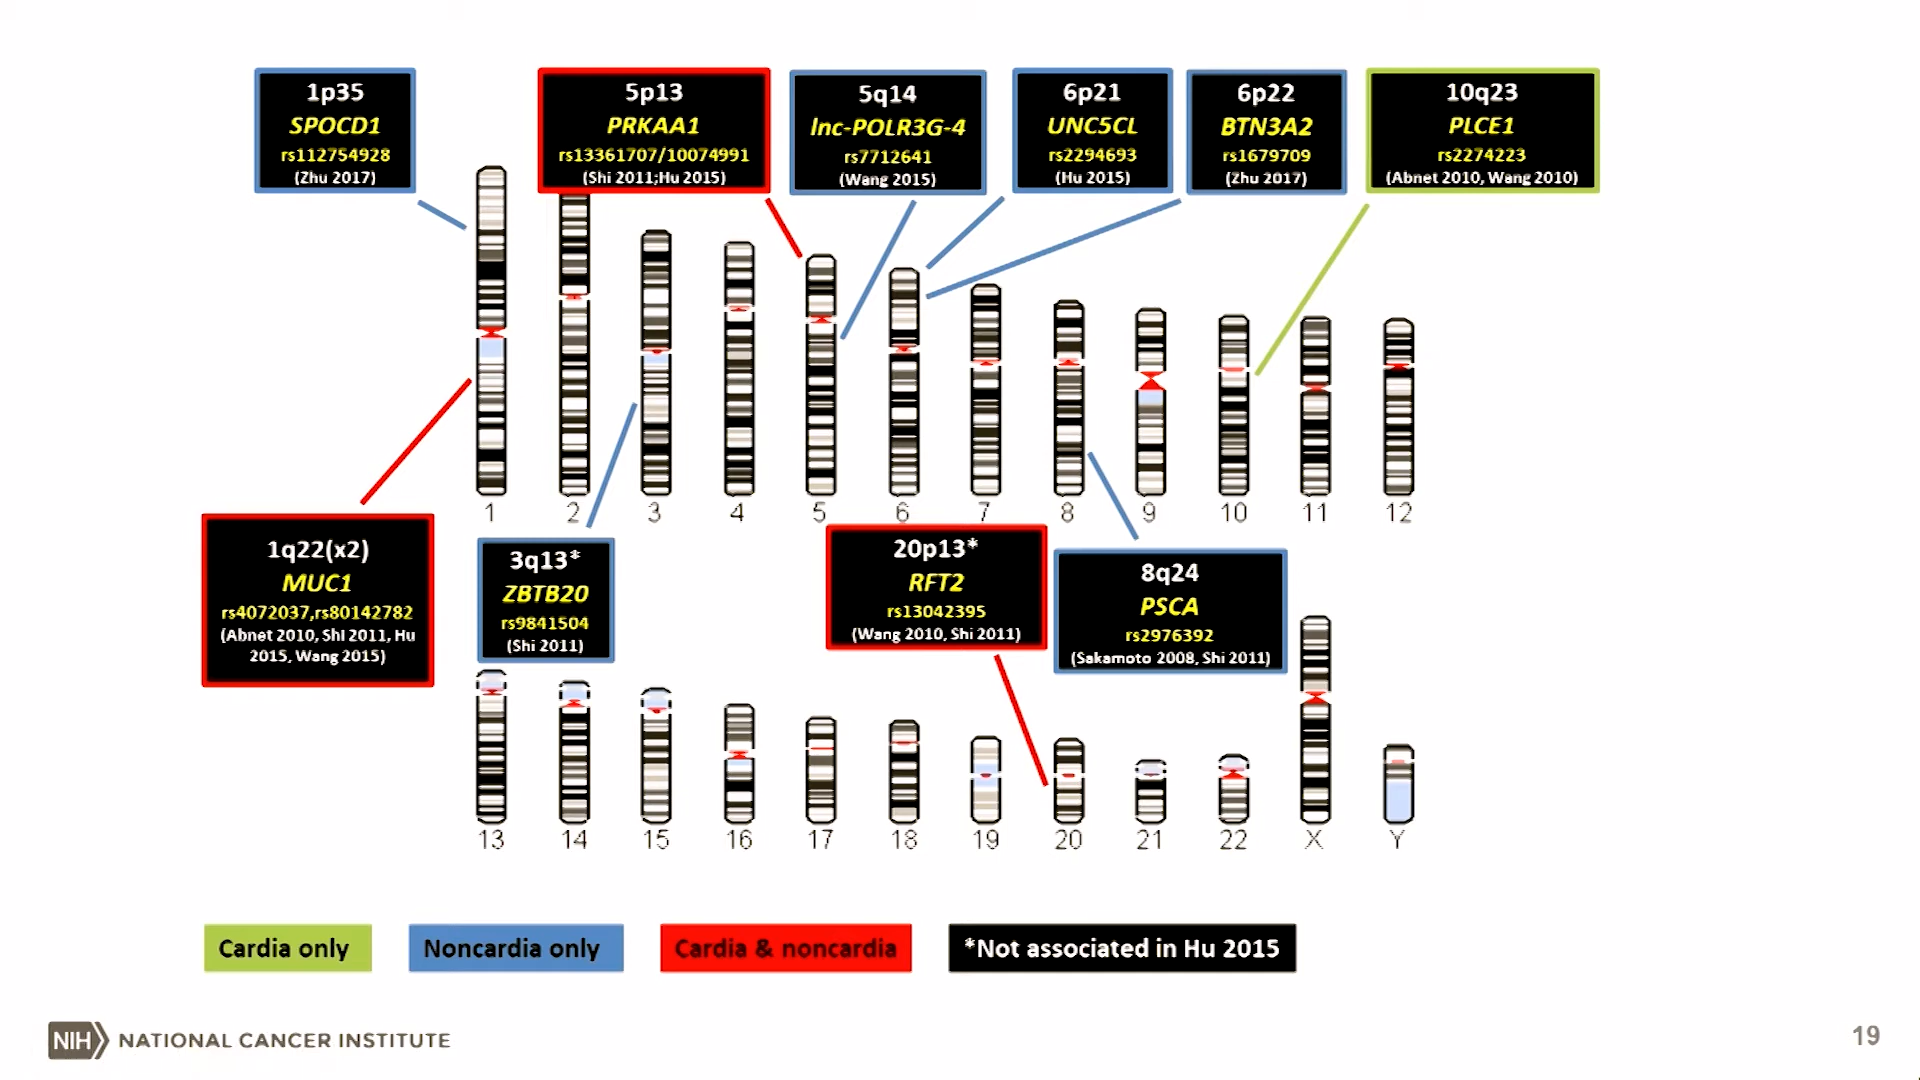 1p35
SPOCD1
rs112754928
(Zhu 2017)
5p13
PRKAA1
rs13361707/10074991
(Shi 2011;Hu 2015)
5q14
lnc-POLR3G-4
rs7712641
(Wang 2015)
6p21
UNC5CL
rs2294693
(Hu 2015)
6p22
BTN3A2
rs1679709
(Zhu 2017)
10q23
PLCE1
rs2274223
(Abnet 2010, Wang 2010)
1 2 3 4 5 6 7 8 9 10 11 12
1q22(x2)
MUC1
rs4072037,rs80142782
(Abnet 2010, Shi 2011, Hu
2015, Wang 2015)
3q13*
ZBTB20
rs9841504
(Shi 2011)
20p13*
RFT2
rs13042395
(Wang 2010, Shi 2011)
8q24
PSCA
rs2976392
(Sakamoto 2008, Shi 2011)
13 14 15 16 17 18 19 20 21 22 X Y
Cardia only
Noncardia only
Cardia & noncardia
*Not associated in Hu 2015
NIH NATIONAL CANCER INSTITUTE
19